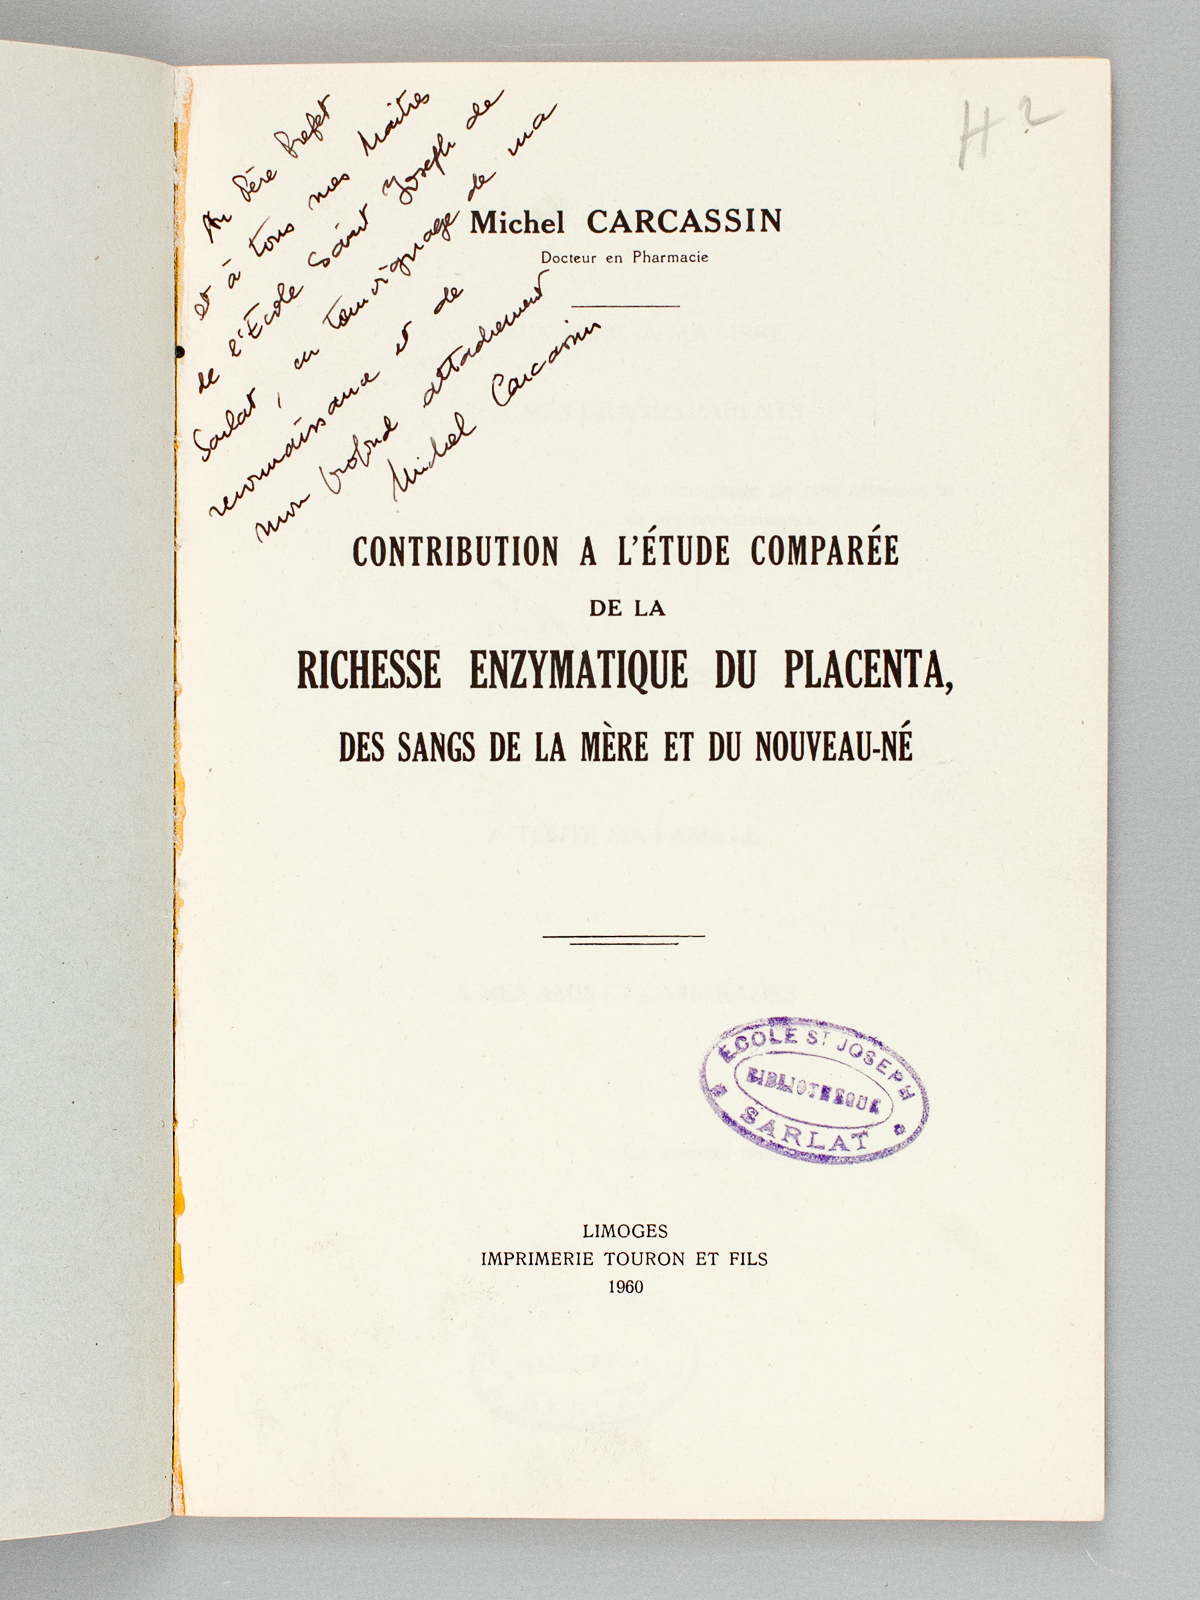 Au Père Préfet
et à tous mes Maîtres
de l'École Saint Joseph de
Sarlat, en témoignage de ma
reconnaissance et de
mon profond attachement
Michel Carcassin
H 2
Michel CARCASSIN
Docteur en Pharmacie
CONTRIBUTION A L'ÉTUDE COMPARÉE
DE LA
RICHESSE ENZYMATIQUE DU PLACENTA,
DES SANGS DE LA MÈRE ET DU NOUVEAU-NÉ
ECOLE ST JOSEPH
BIBLIOTHEQUE
SARLAT
LIMOGES
IMPRIMERIE TOURON ET FILS
1960